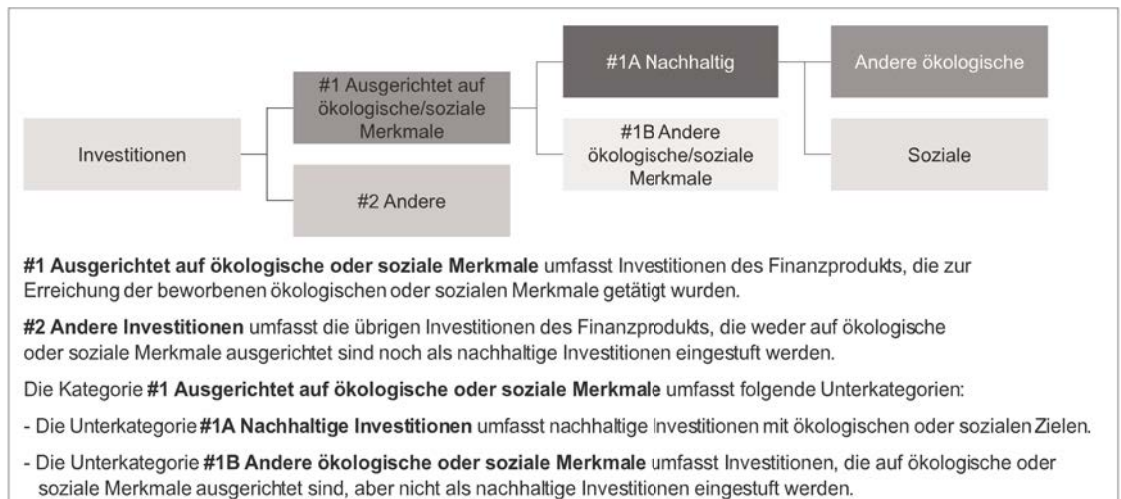 #1A Nachhaltig
Andere ökologische
#1 Ausgerichtet auf
ökologische/soziale
Merkmale
#1B Andere
ökologische/soziale
Merkmale
Investitionen
Soziale
#2 Andere
#1 Ausgerichtet auf ökologische oder soziale Merkmale umfasst Investitionen des Finanzprodukts, die zur
Erreichung der beworbenen ökologischen oder sozialen Merkmale getätigt wurden.
#2 Andere Investitionen umfasst die übrigen Investitionen des Finanzprodukts, die weder auf ökologische
oder soziale Merkmale ausgerichtet sind noch als nachhaltige Investitionen eingestuft werden.
Die Kategorie #1 Ausgerichtet auf ökologische oder soziale Merkmale umfasst folgende Unterkategorien:
- Die Unterkategorie #1A Nachhaltige Investitionen umfasst nachhaltige Investitionen mit ökologischen oder sozialen Zielen.
- Die Unterkategorie #1B Andere ökologische oder soziale Merkmale umfasst Investitionen, die auf ökologische oder
soziale Merkmale ausgerichtet sind, aber nicht als nachhaltige Investitionen eingestuft werden.